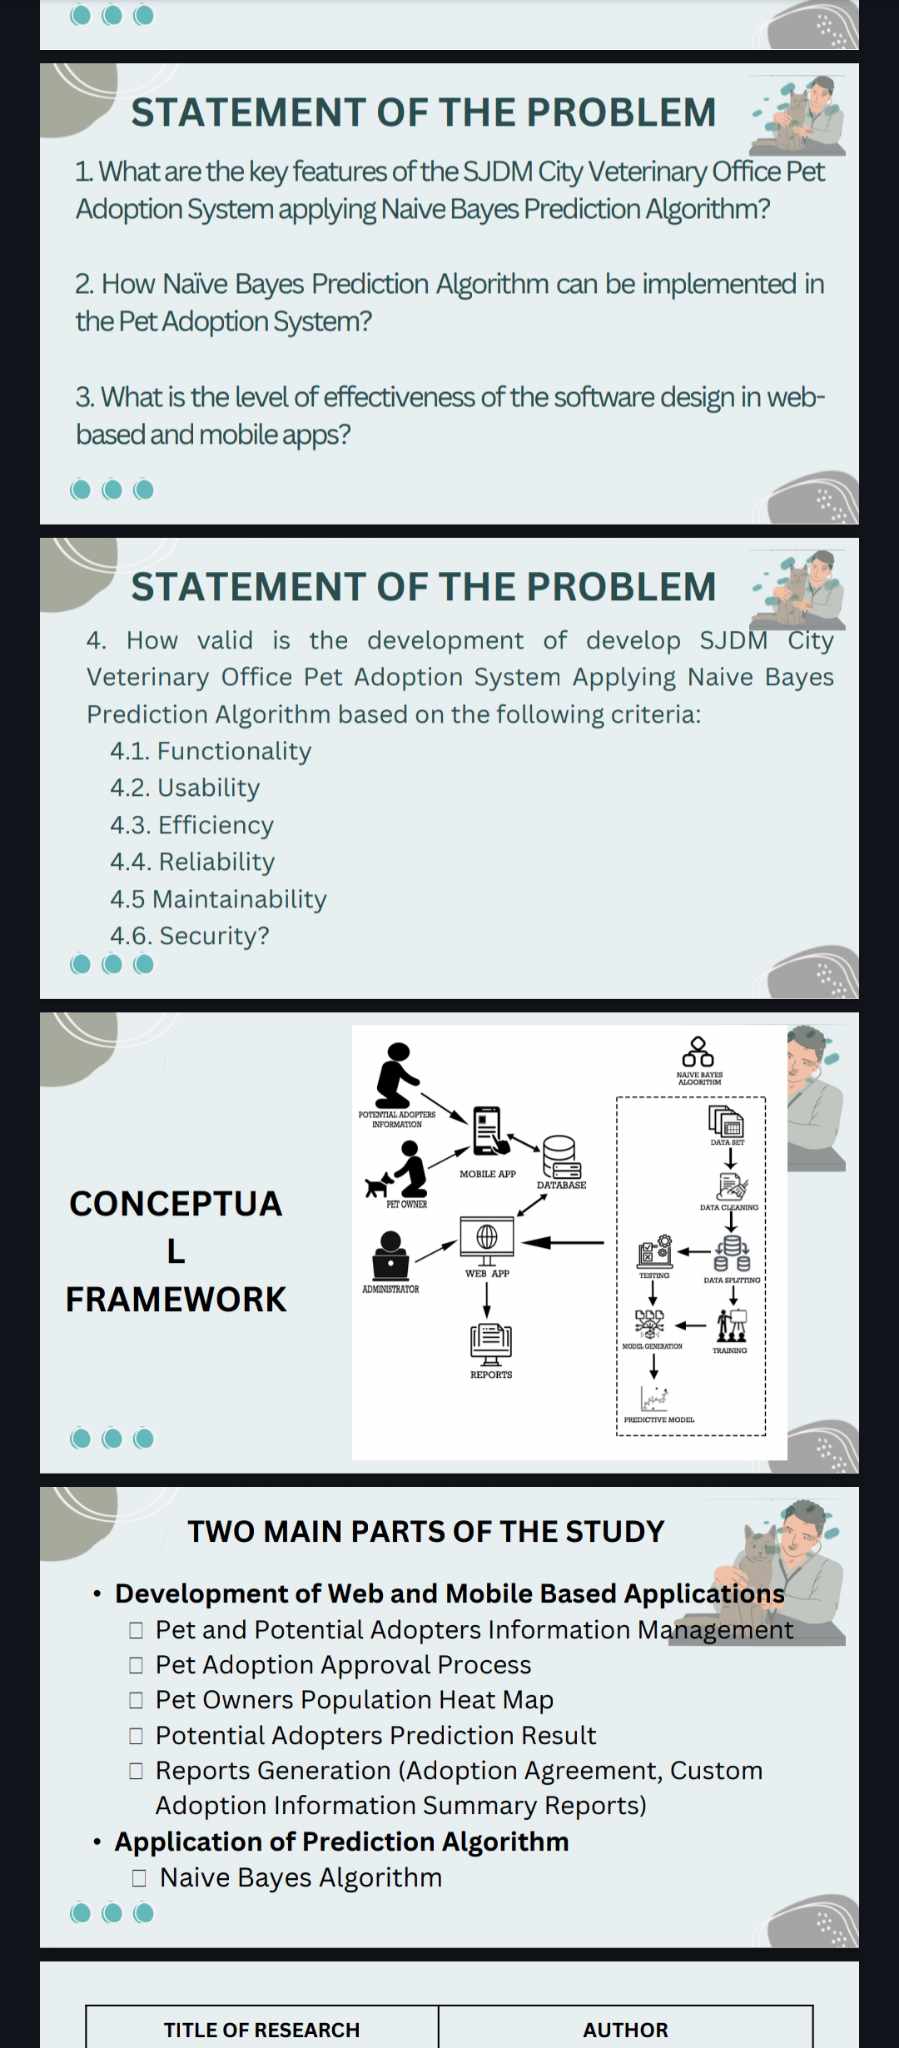 STATEMENT OF THE PROBLEM
1. What are the key features of the SJDM City Veterinary Office Pet
Adoption System applying Naive Bayes Prediction Algorithm?
2. How Naïve Bayes Prediction Algorithm can be implemented in
the Pet Adoption System?
3. What is the level of effectiveness of the software design in web-
based and mobile apps?
STATEMENT OF THE PROBLEM
4. How valid is the development of develop SJDM City
Veterinary Office Pet Adoption System Applying Naive Bayes
Prediction Algorithm based on the following criteria:
4.1. Functionality
4.2. Usability
4.3. Efficiency
4.4. Reliability
4.5 Maintainability
4.6. Security?
CONCEPTUA
L
FRAMEWORK
POTENTIAL ADOPTERS
INFORMATION
PET OWNER
ADMINISTRATOR
MOBILE APP
DATABASE
WEB APP
REPORTS
NAIVE BAYES
ALGORITHM
DATA SET
DATA CLEANING
DATA SPLITTING
TESTING
TRAINING
MODEL GENERATION
PREDICTIVE MODEL
TWO MAIN PARTS OF THE STUDY
• Development of Web and Mobile Based Applications
Pet and Potential Adopters Information Management
Pet Adoption Approval Process
Pet Owners Population Heat Map
Potential Adopters Prediction Result
Reports Generation (Adoption Agreement, Custom
Adoption Information Summary Reports)
• Application of Prediction Algorithm
Naive Bayes Algorithm
TITLE OF RESEARCH
AUTHOR